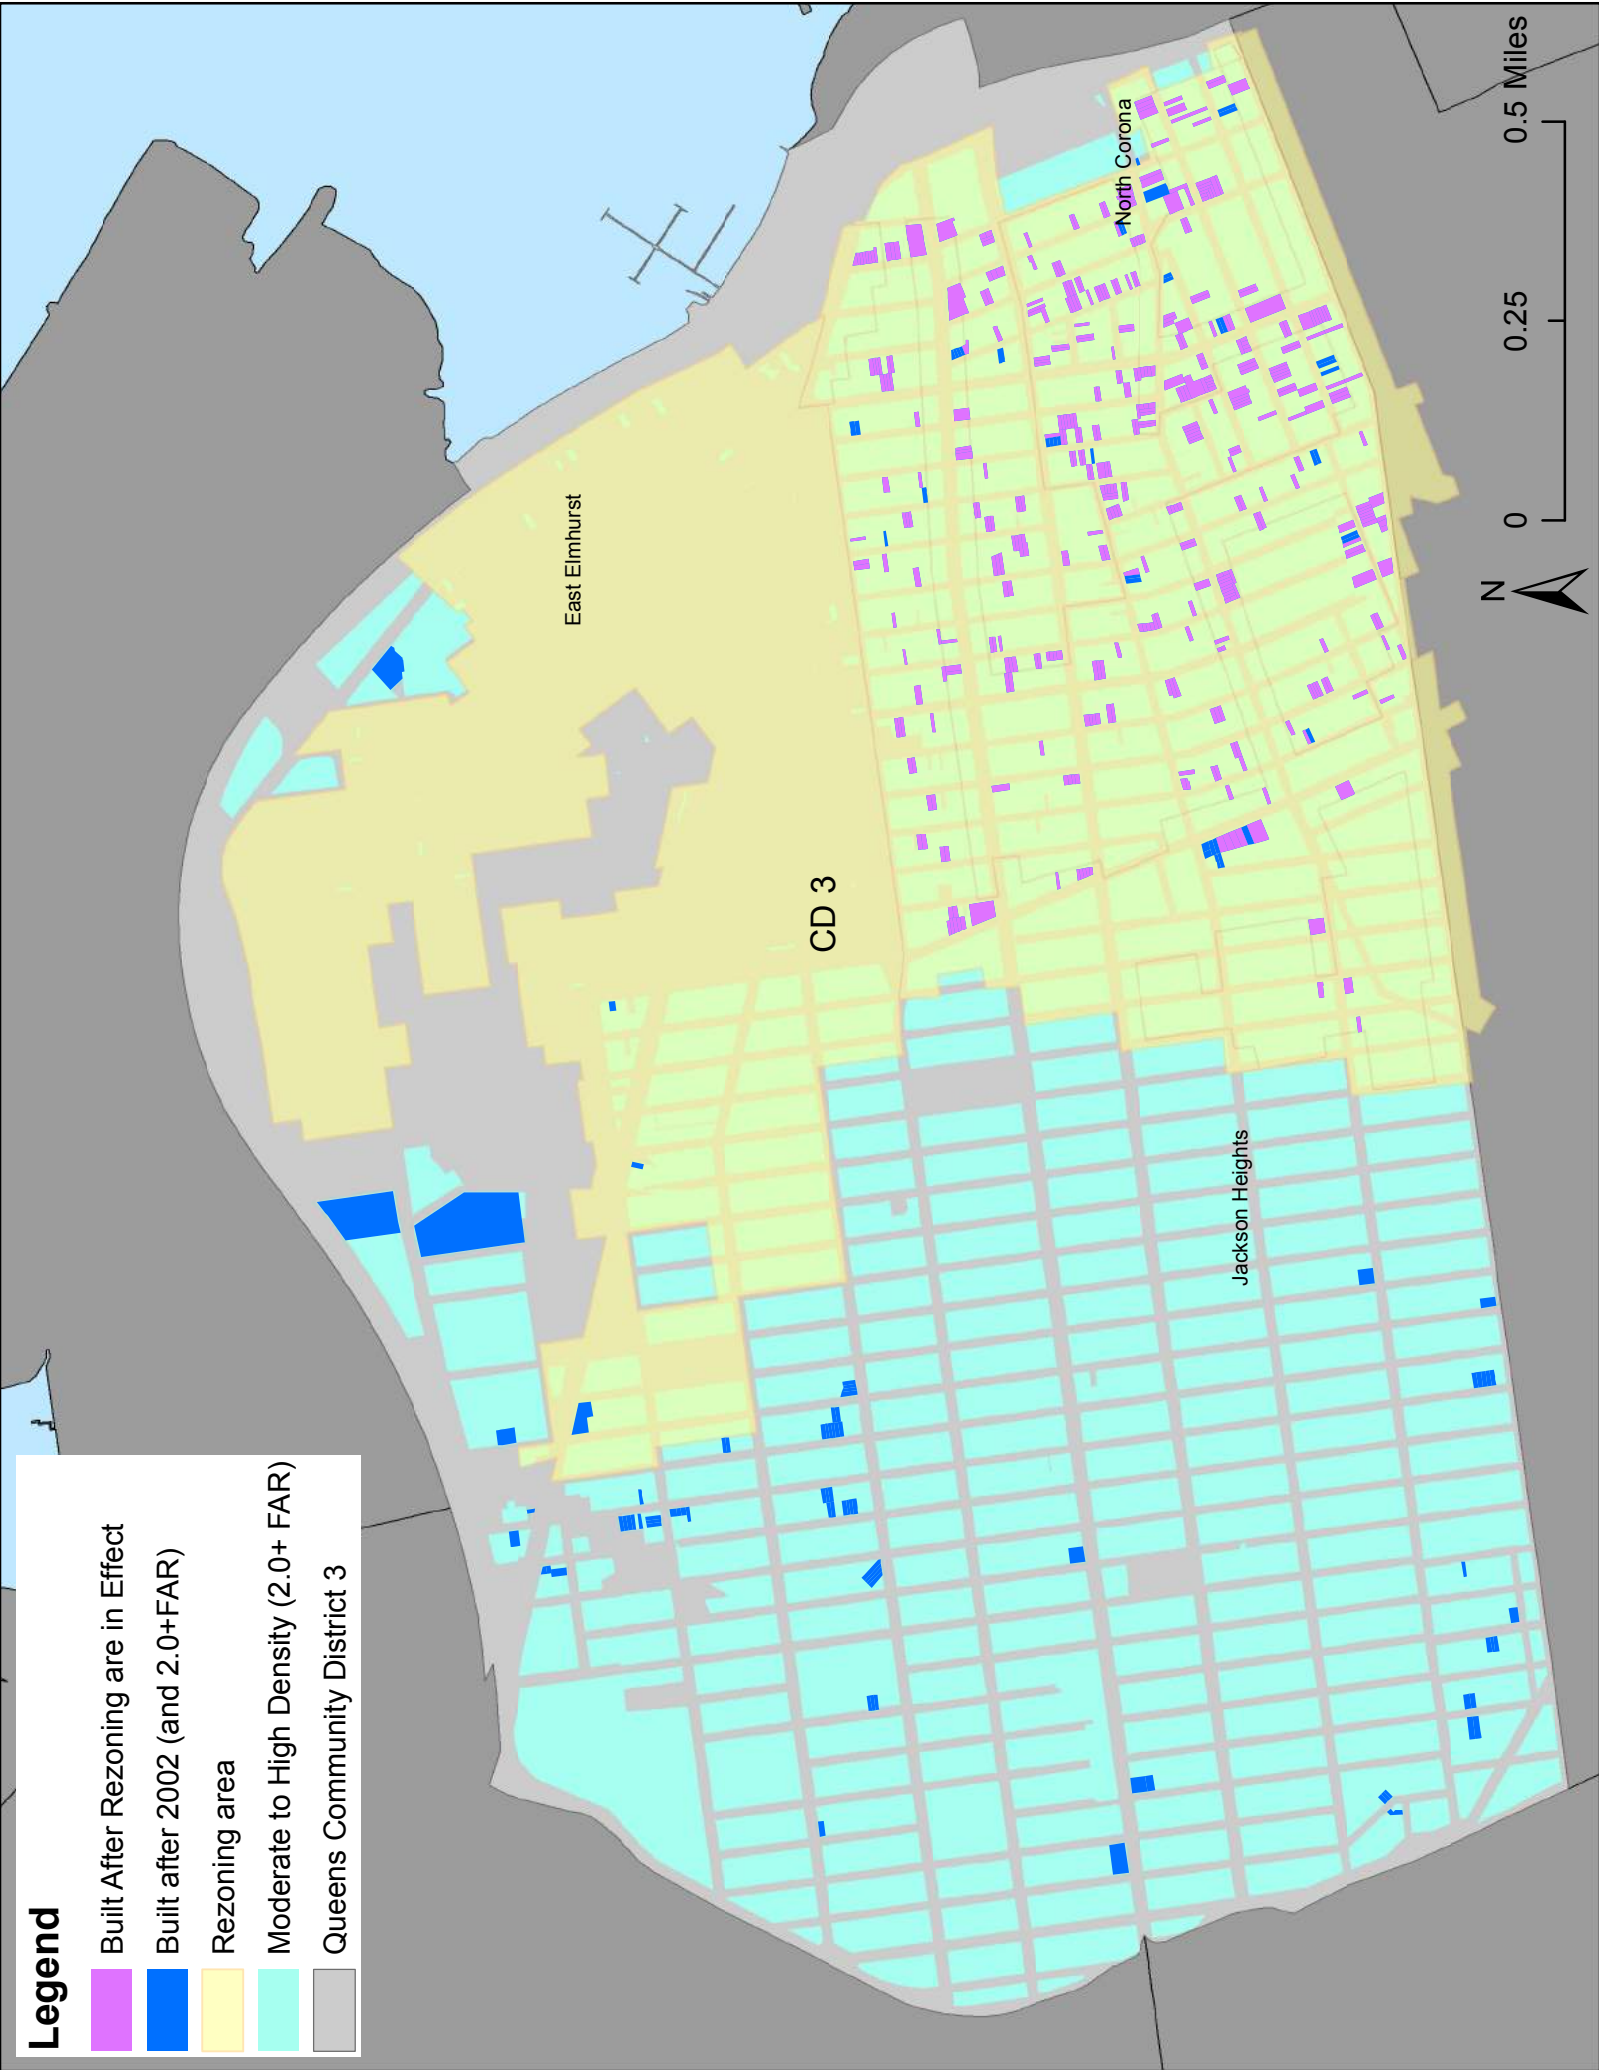 Legend
Built After Rezoning are in Effect
Built after 2002 (and 2.0+FAR)
Rezoning area
Moderate to High Density (2.0+ FAR)
Queens Community District 3
East Elmhurst
CD 3
North Corona
Jackson Heights
N
0 0.25 0.5 Miles